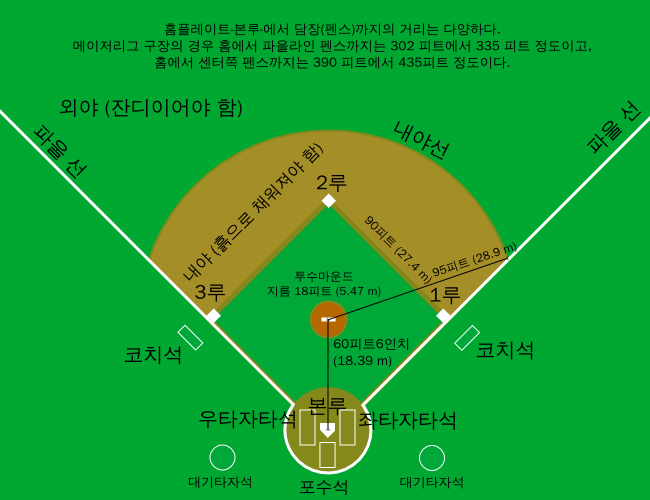 홈플레이트-본루-에서 담장(펜스)까지의 거리는 다양하다.
메이저리그 구장의 경우 홈에서 파울라인 펜스까지는 302 피트에서 335 피트 정도이고,
홈에서 센터쪽 펜스까지는 390 피트에서 435피트 정도이다.
외야 (잔디이어야 함)
파울 선
파울 선
내야선
내야 (흙으로 채워져야 함)
2루
90피트 (27.4 m)
95피트 (28.9 m)
투수마운드
지름 18피트 (5.47 m)
3루
1루
60피트6인치
(18.39 m)
코치석
코치석
본루
우타자타석
좌타자타석
대기타자석
포수석
대기타자석